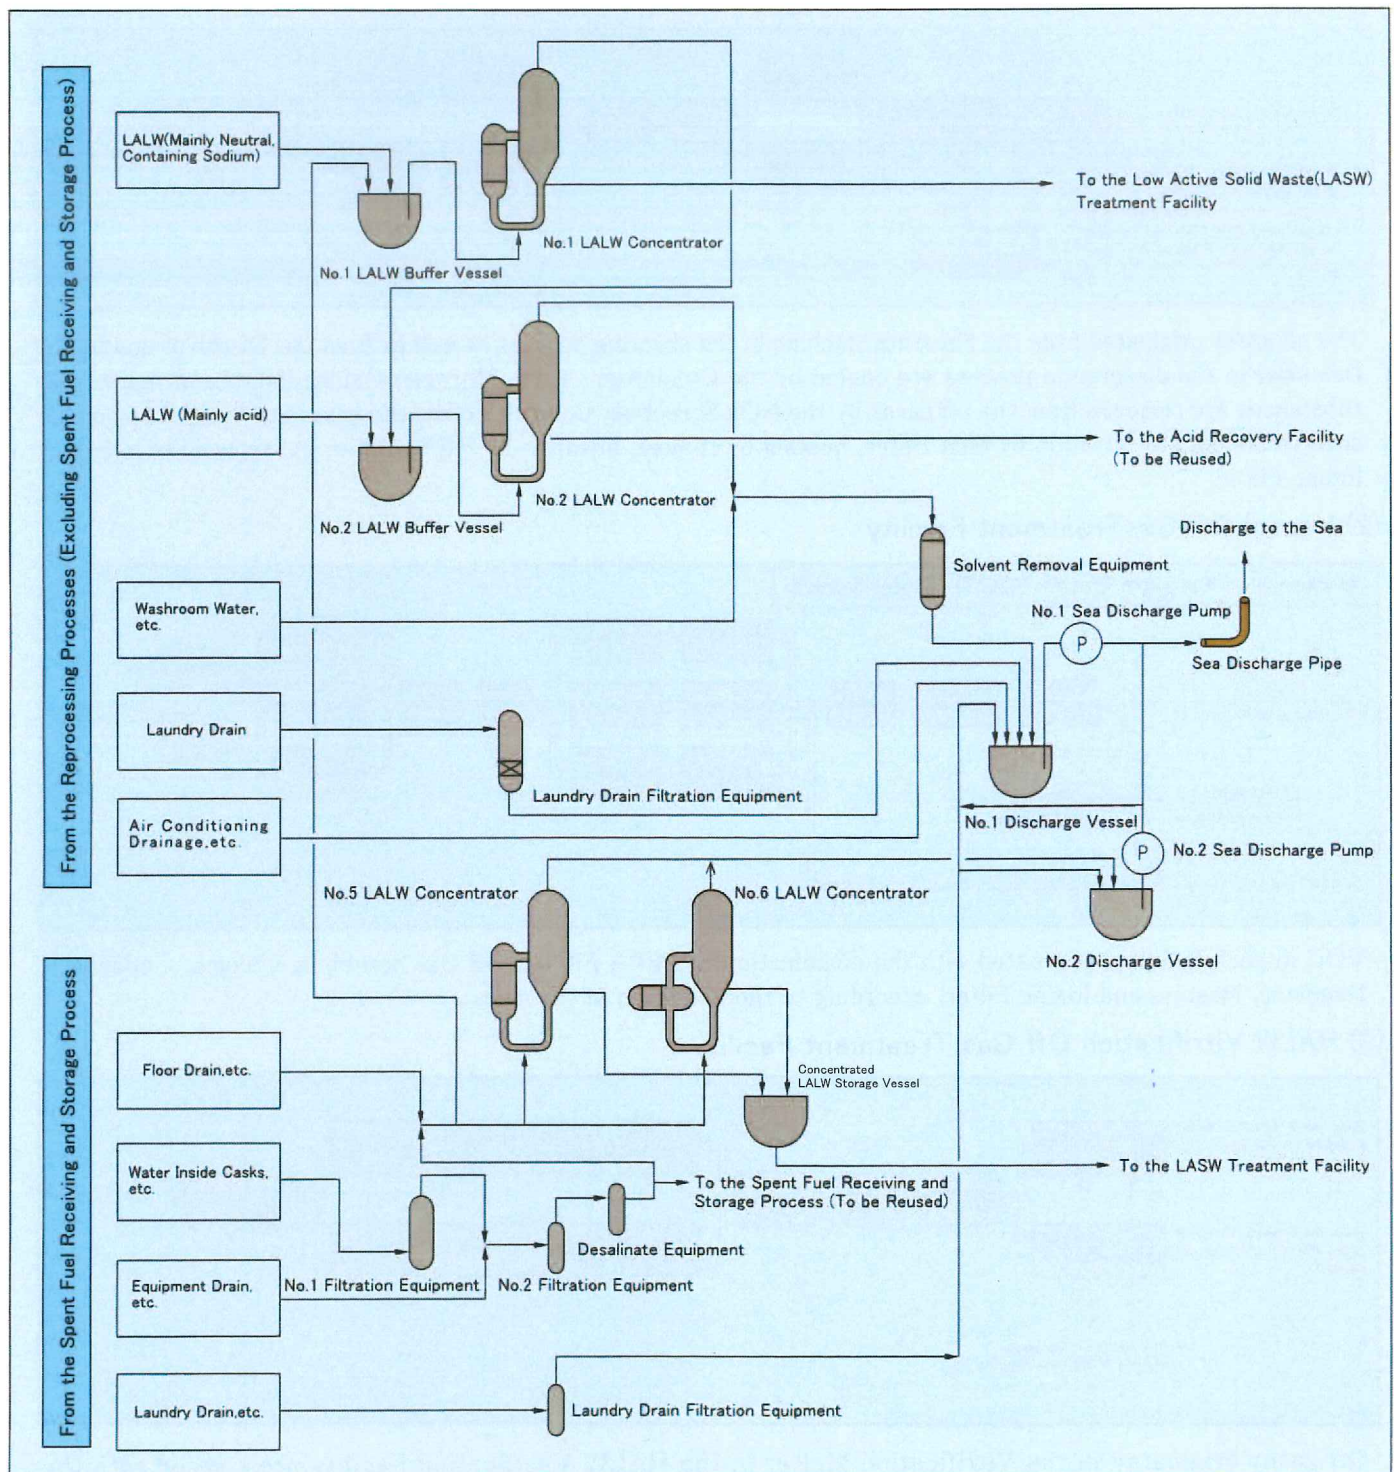 From the Reprocessing Processes (Excluding Spent Fuel Receiving and Storage Process)
LALW(Mainly Neutral,
Containing Sodium)
To the Low Active Solid Waste(LASW)
Treatment Facility
No.1 LALW Concentrator
No.1 LALW Buffer Vessel
LALW (Mainly acid)
To the Acid Recovery Facility
(To be Reused)
No.2 LALW Concentrator
No.2 LALW Buffer Vessel
Discharge to the Sea
Solvent Removal Equipment
Washroom Water,
etc.
No.1 Sea Discharge Pump
P
Sea Discharge Pipe
Laundry Drain
Laundry Drain Filtration Equipment
Air Conditioning
Drainage,etc.
No.1 Discharge Vessel
P
No.2 Sea Discharge Pump
No.5 LALW Concentrator
No.6 LALW Concentrator
No.2 Discharge Vessel
From the Spent Fuel Receiving and Storage Process
Floor Drain,etc.
Concentrated
LALW Storage Vessel
Water Inside Casks,
etc.
To the LASW Treatment Facility
To the Spent Fuel Receiving and
Storage Process (To be Reused)
Desalinate Equipment
No.1 Filtration Equipment
No.2 Filtration Equipment
Equipment Drain,
etc.
Laundry Drain,etc.
Laundry Drain Filtration Equipment